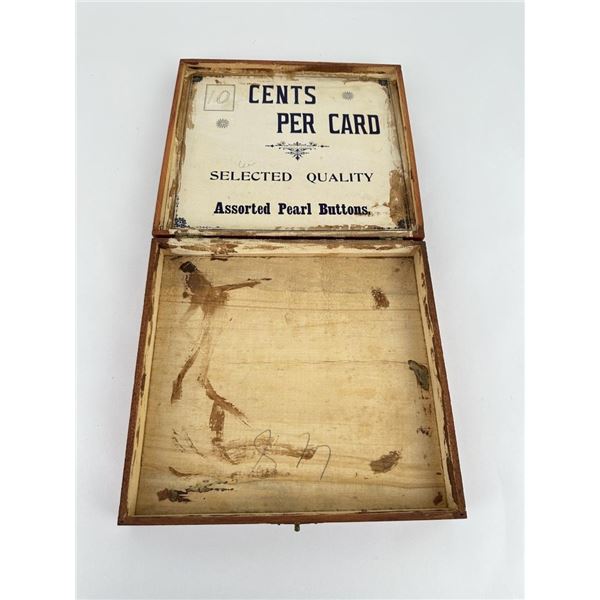 10 CENTS
PER CARD
SELECTED QUALITY
Assorted Pearl Buttons,